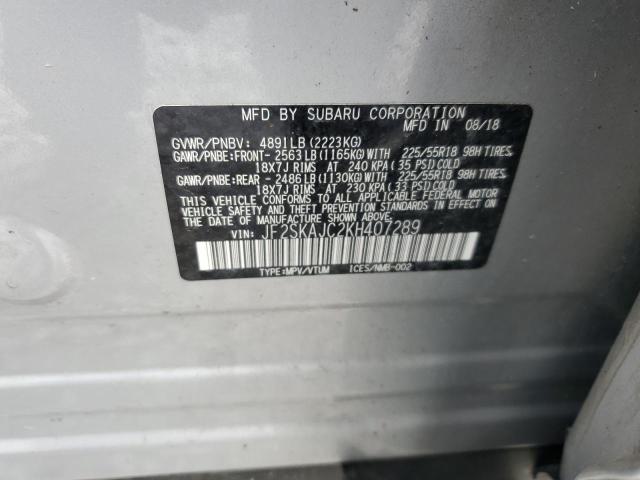 MFD BY SUBARU CORPORATION
MFD IN 08/18
GVWR/PNBV: 4891LB(2223KG)
GAWR/PNBE:FRONT- 2563LB(1165KG)WITH 225/55R18 98H TIRES,
18X7J RIMS AT 240 KPA(35 PSI)COLD
GAWR/PNBE:REAR - 2486LB(1130KG)WITH 225/55R18 98H TIRES,
18X7J RIMS AT 230 KPA(33 PSI)COLD
THIS VEHICLE CONFORMS TO ALL APPLICABLE FEDERAL MOTOR
VEHICLE SAFETY AND BUMPER STANDARDS IN EFFECT ON
THE DATE OF MANUFACTURE SHOWN ABOVE.
VIN: JF2SKAJC2KH407289
TYPE:MPV/VTUM ICES/NMB-002